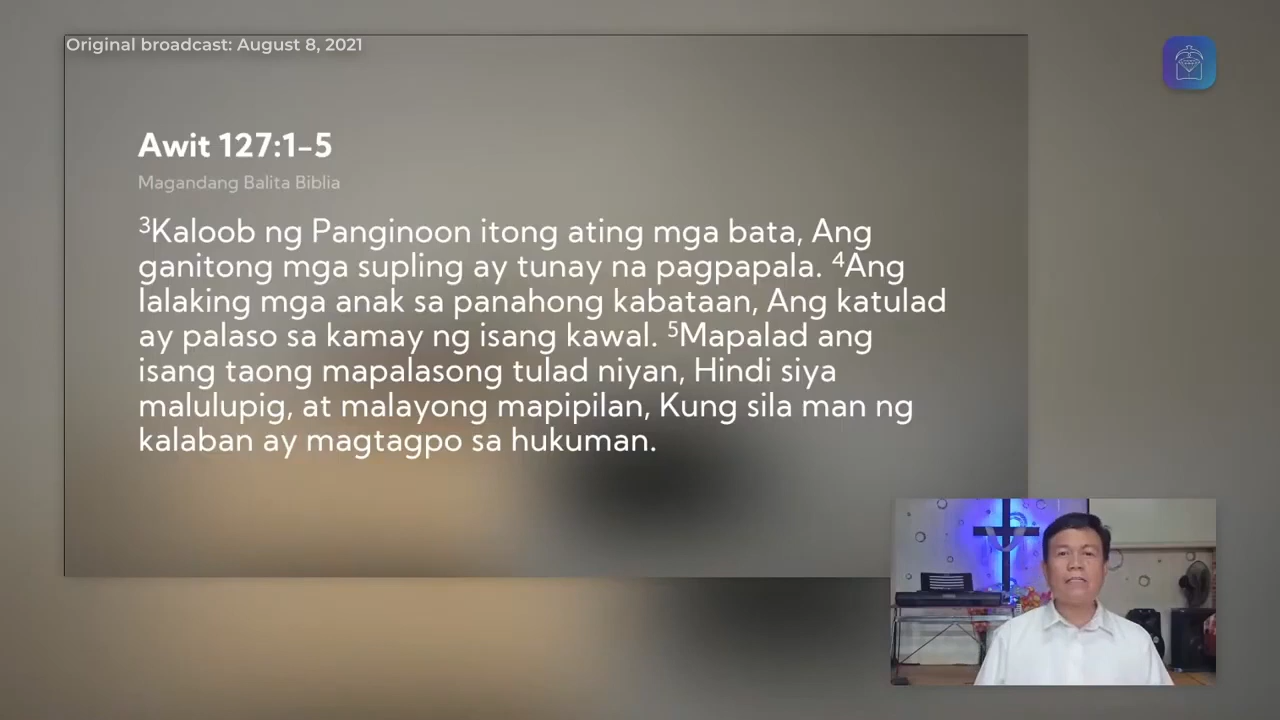 Original broadcast: August 8, 2021
Awit 127:1-5
Magandang Balita Biblia
³Kaloob ng Panginoon itong ating mga bata, Ang
ganitong mga supling ay tunay na pagpapala. ⁴Ang
lalaking mga anak sa panahong kabataan, Ang katulad
ay palaso sa kamay ng isang kawal. ⁵Mapalad ang
isang taong mapalasong tulad niyan, Hindi siya
malulupig, at malayong mapipilan, Kung sila man ng
kalaban ay magtagpo sa hukuman.